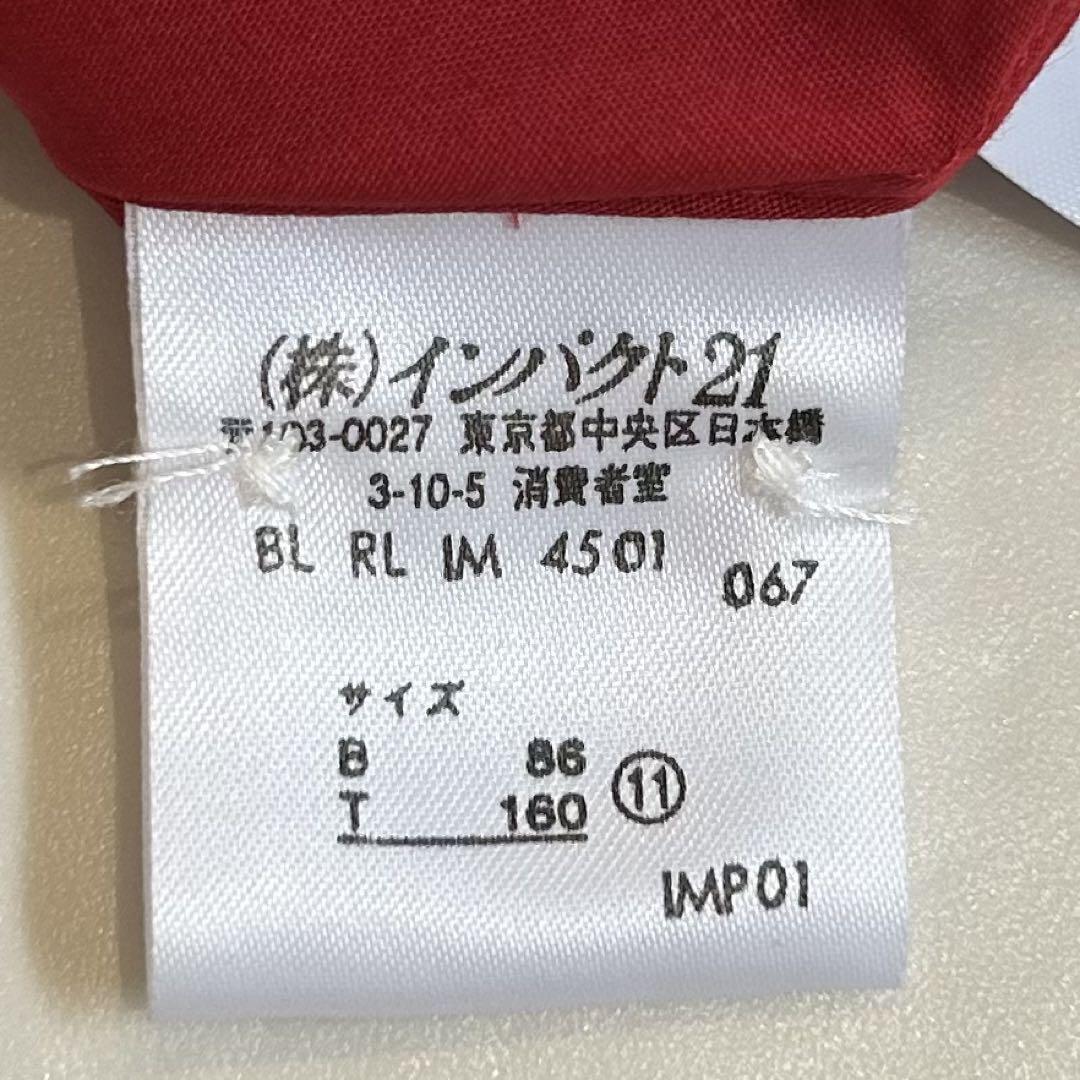 (株)インパクト21
〒103-0027 東京都中央区日本橋
3-10-5 消費者室
BL RL IM 4501
067
サイズ
B 86
T 160 ⑪
IMP01